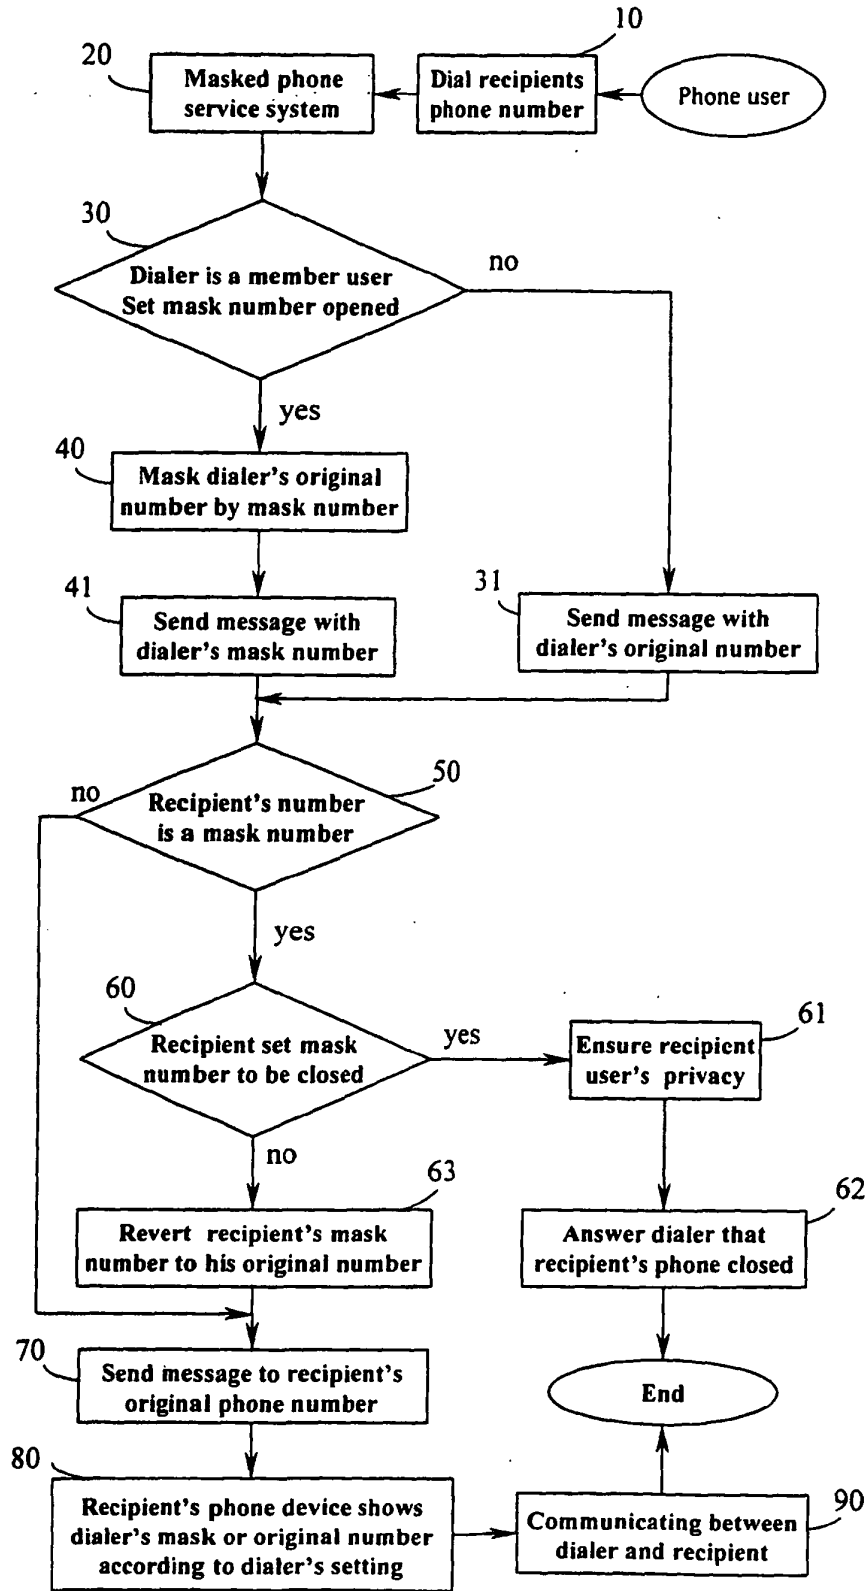 10
20
Masked phone
service system
Dial recipients
phone number
Phone user
30
Dialer is a member user
Set mask number opened
no
yes
40
Mask dialer's original
number by mask number
41
Send message with
dialer's mask number
31
Send message with
dialer's original number
50
no
Recipient's number
is a mask number
yes
60
Recipient set mask
number to be closed
yes
61
Ensure recipient
user's privacy
no
63
Revert recipient's mask
number to his original number
62
Answer dialer that
recipient's phone closed
70
Send message to recipient's
original phone number
End
80
Recipient's phone device shows
dialer's mask or original number
according to dialer's setting
90
Communicating between
dialer and recipient